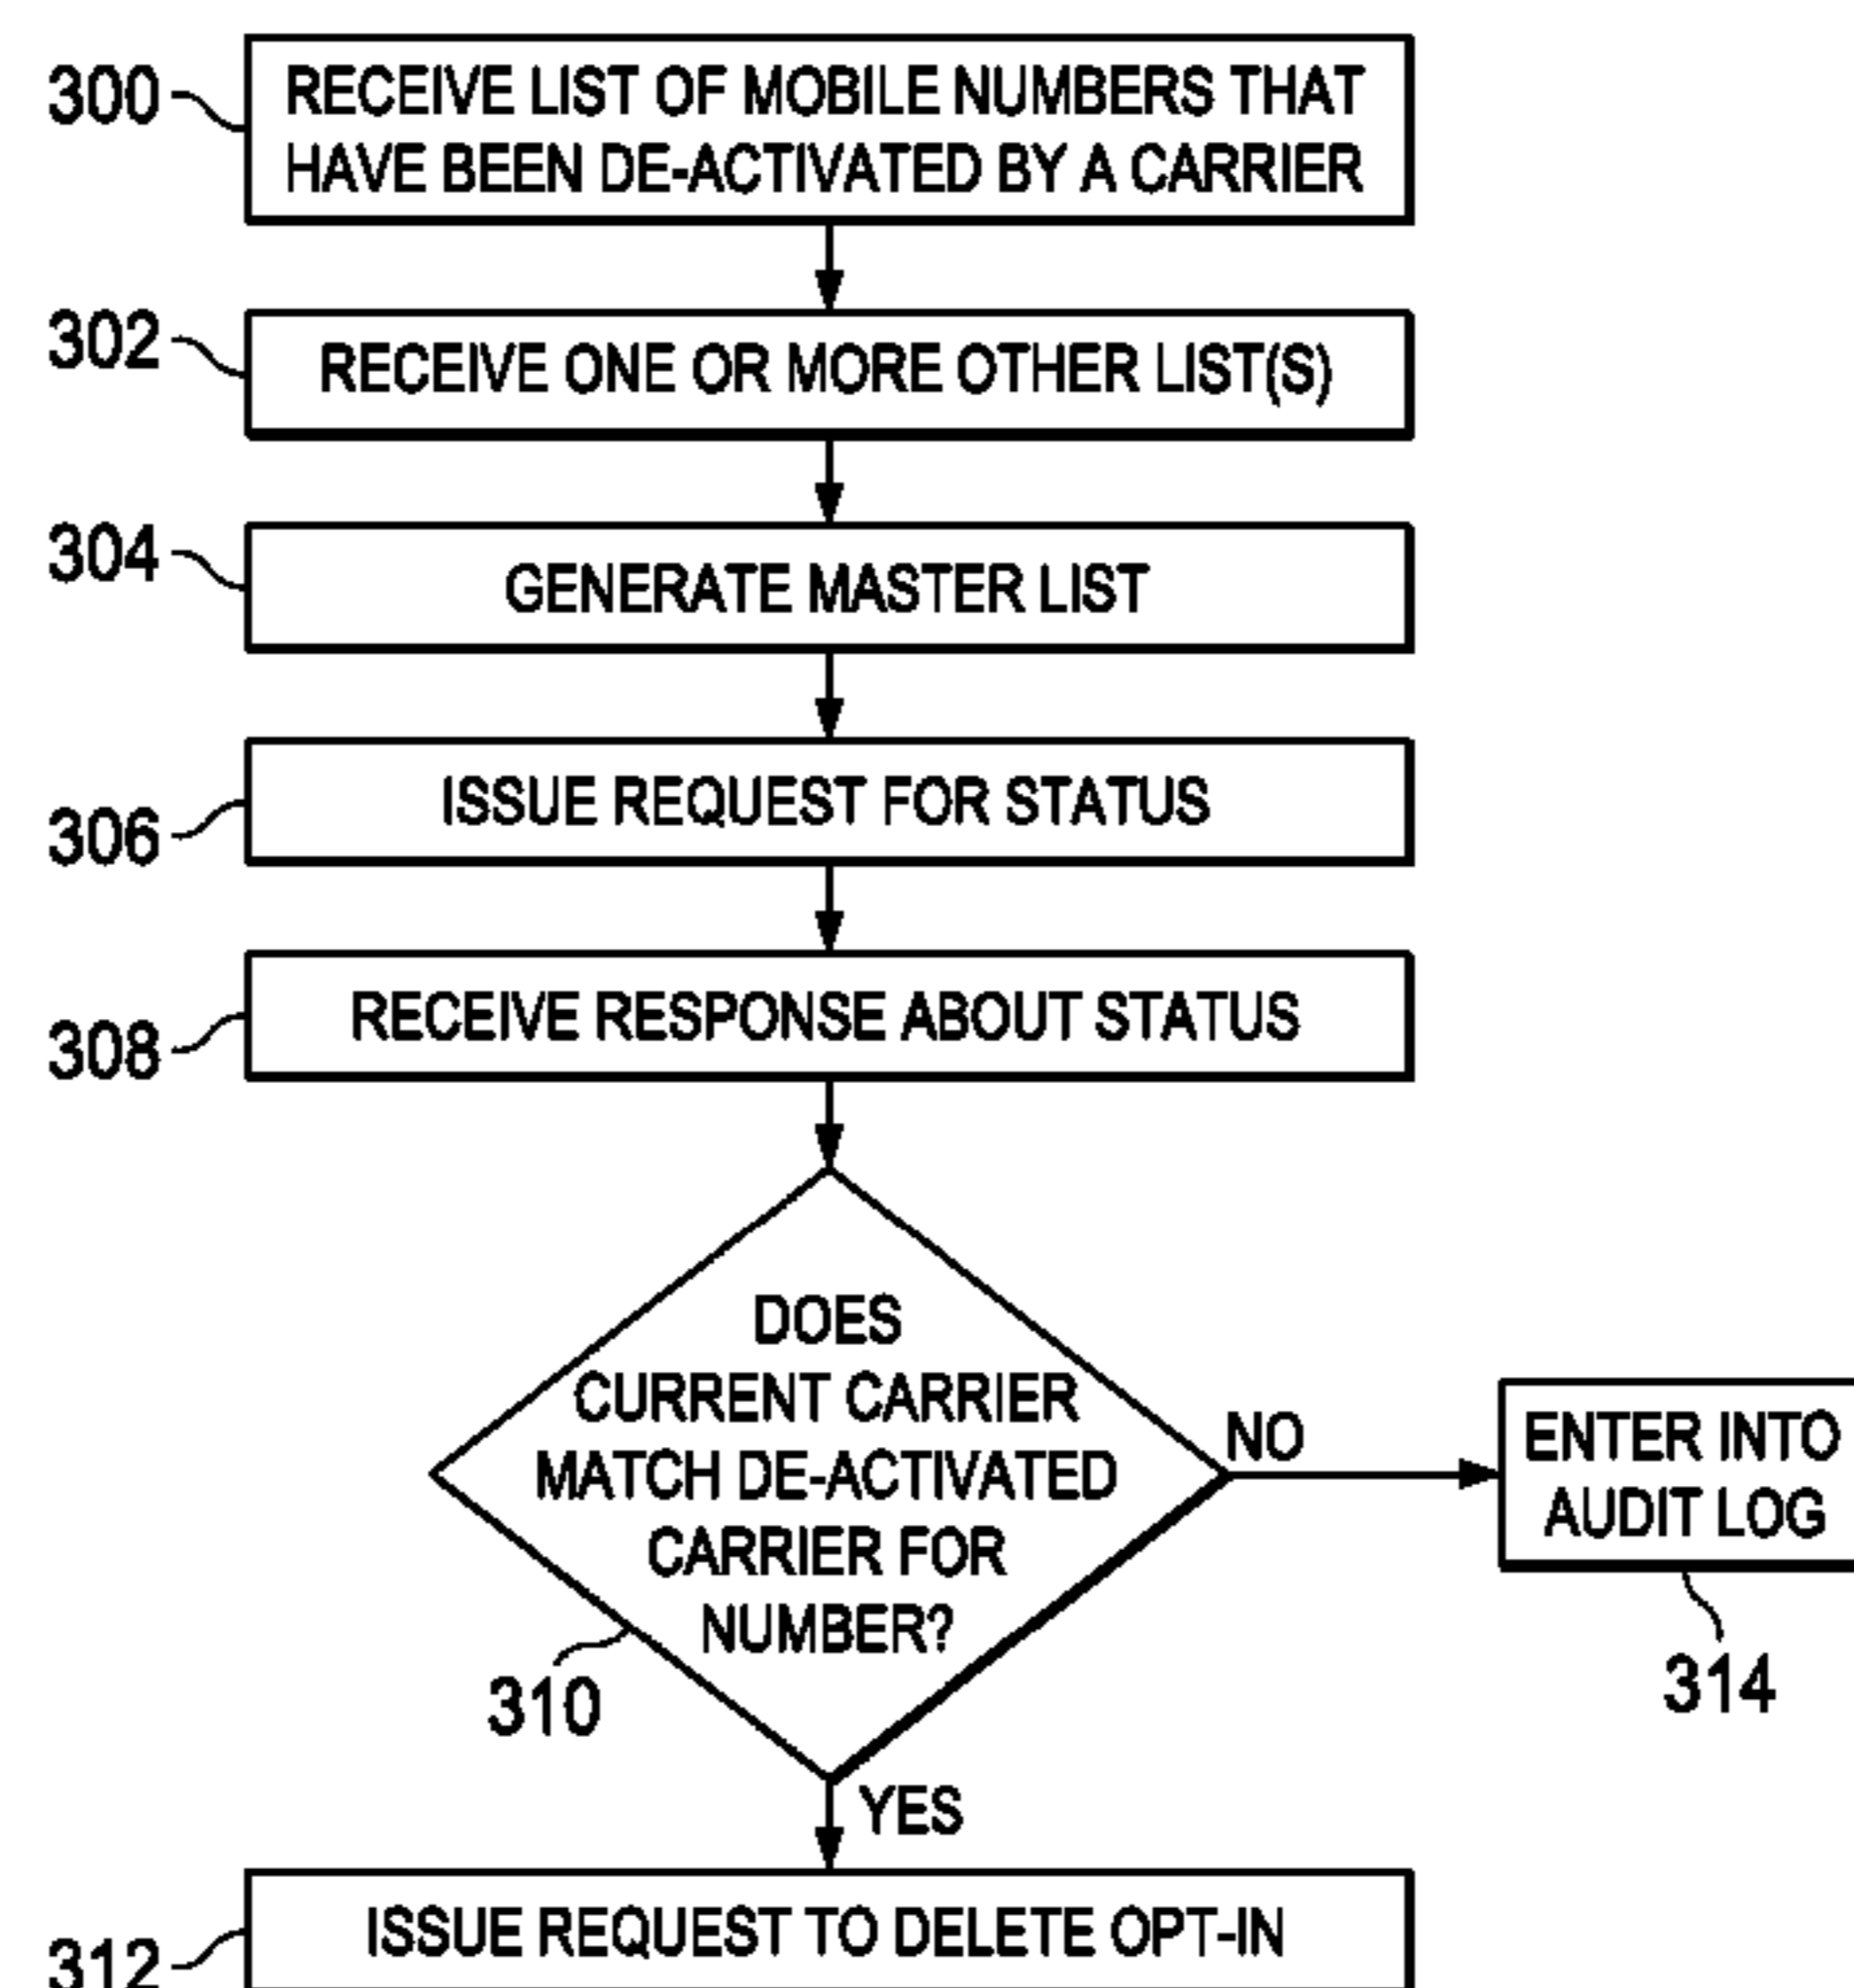 300
RECEIVE LIST OF MOBILE NUMBERS THAT
HAVE BEEN DE-ACTIVATED BY A CARRIER
302
RECEIVE ONE OR MORE OTHER LIST(S)
304
GENERATE MASTER LIST
306
ISSUE REQUEST FOR STATUS
308
RECEIVE RESPONSE ABOUT STATUS
DOES
CURRENT CARRIER
MATCH DE-ACTIVATED
CARRIER FOR
NUMBER?
310
NO
ENTER INTO
AUDIT LOG
314
YES
312
ISSUE REQUEST TO DELETE OPT-IN